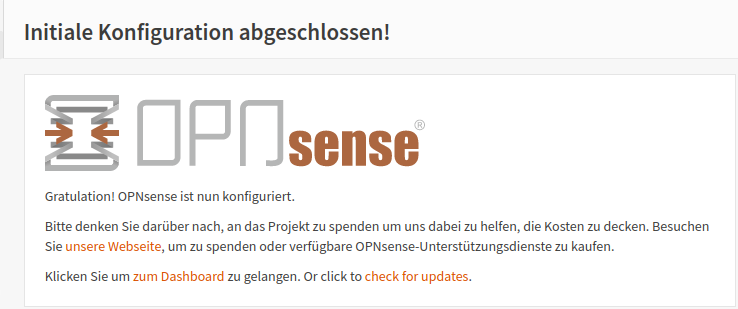 Initiale Konfiguration abgeschlossen!
OPNsense®
Gratulation! OPNsense ist nun konfiguriert.
Bitte denken Sie darüber nach, an das Projekt zu spenden um uns dabei zu helfen, die Kosten zu decken. Besuchen
Sie unsere Webseite, um zu spenden oder verfügbare OPNsense-Unterstützungsdienste zu kaufen.
Klicken Sie um zum Dashboard zu gelangen. Or click to check for updates.